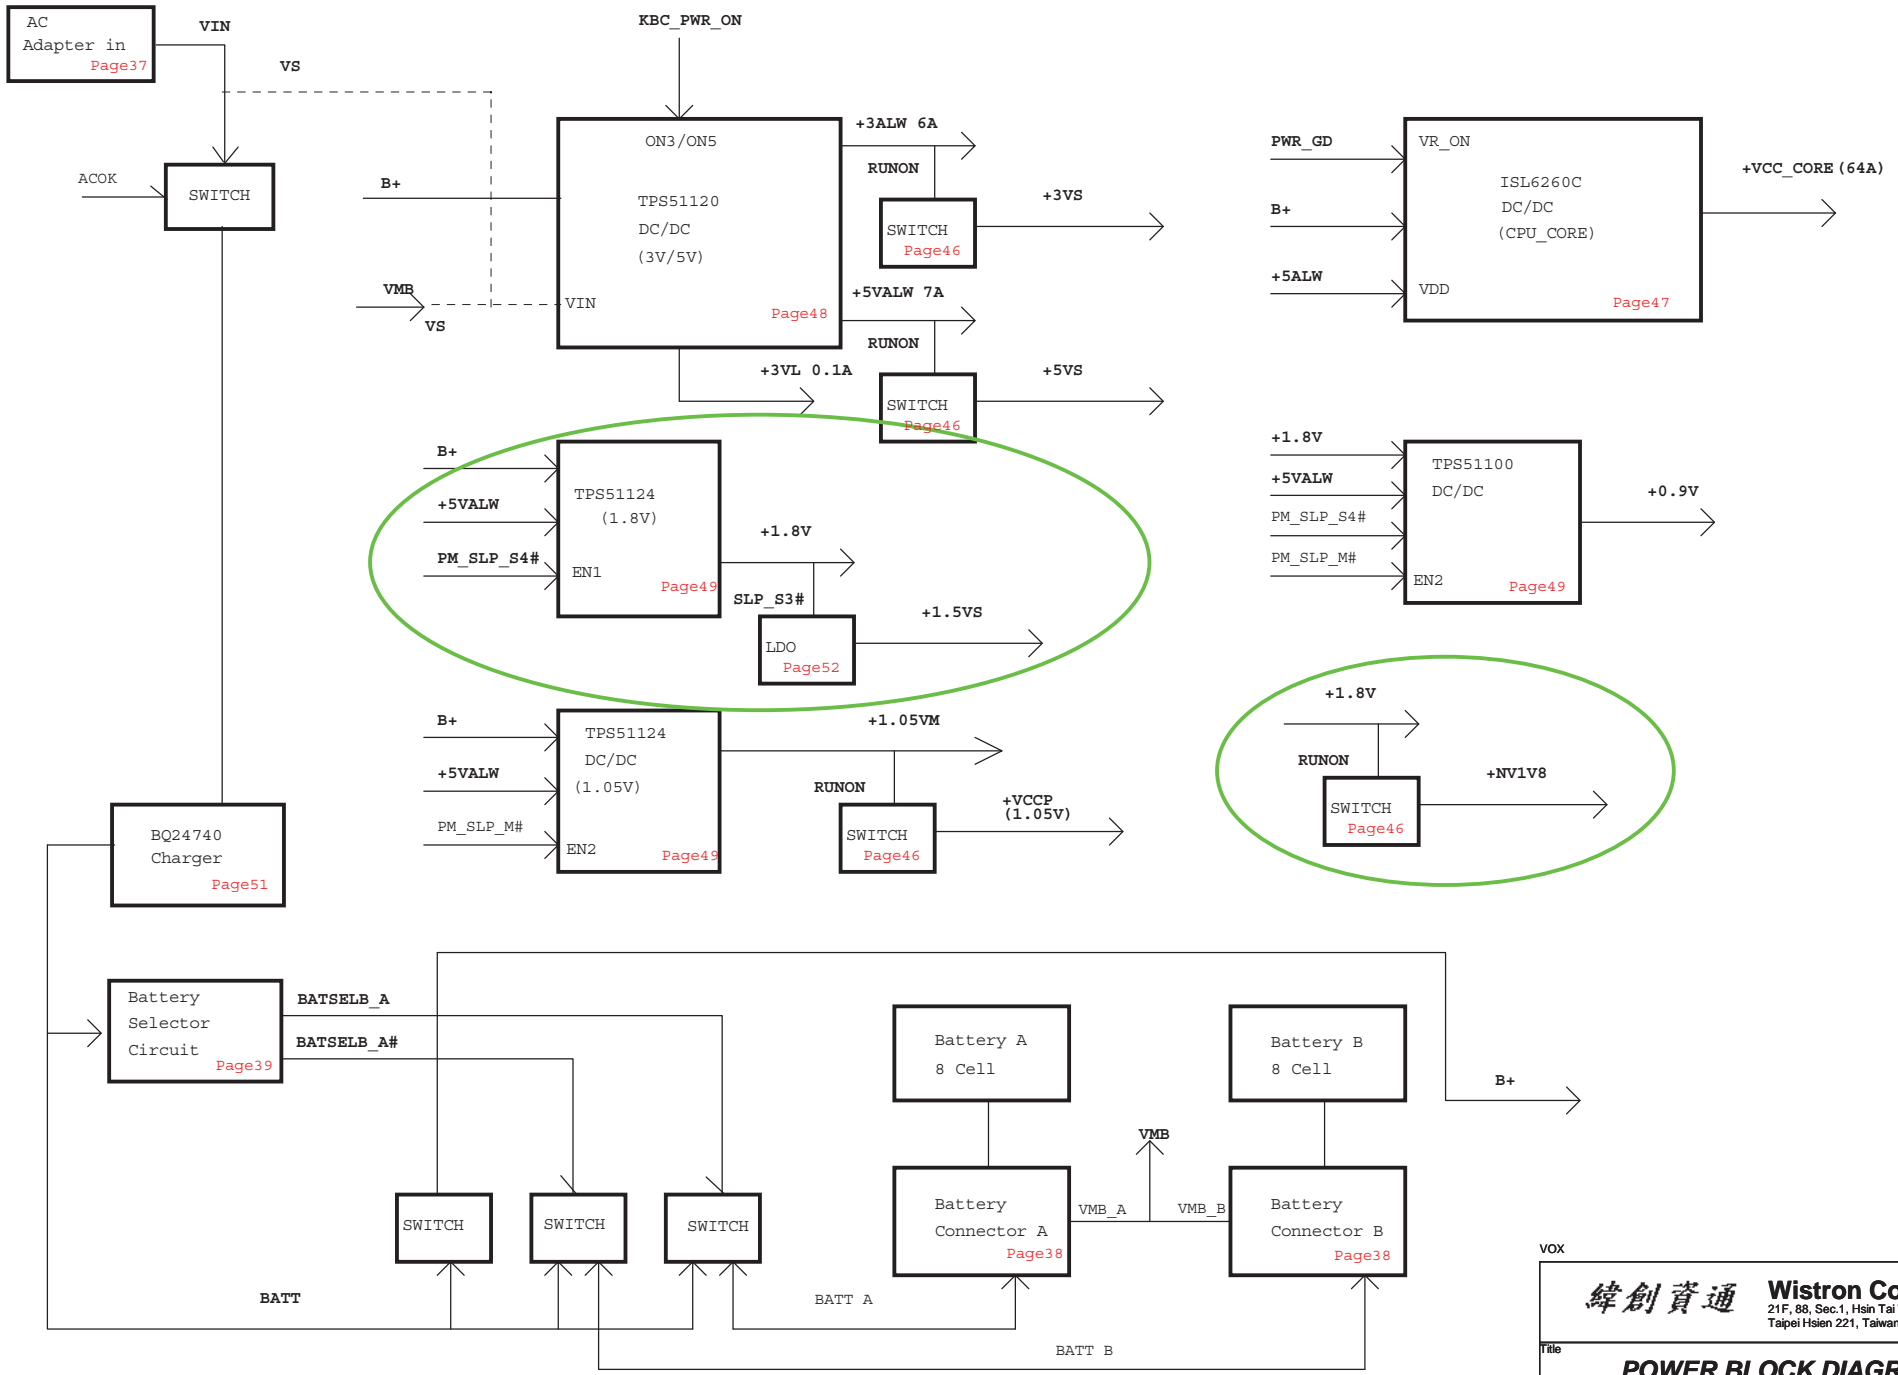 AC
Adapter in
Page37
VIN
VS
ACOK
SWITCH
KBC_PWR_ON
ON3/ON5
TPS51120
DC/DC
(3V/5V)
VIN
Page48
B+
VMB
VS
+3ALW 6A
RUNON
SWITCH
Page46
+3VS
+5VALW 7A
RUNON
SWITCH
Page46
+5VS
+3VL 0.1A
PWR_GD
B+
+5ALW
VR_ON
ISL6260C
DC/DC
(CPU_CORE)
VDD
Page47
+VCC_CORE(64A)
B+
+5VALW
PM_SLP_S4#
TPS51124
(1.8V)
EN1
Page49
+1.8V
SLP_S3#
LDO
Page52
+1.5VS
+1.8V
+5VALW
PM_SLP_S4#
PM_SLP_M#
TPS51100
DC/DC
EN2
Page49
+0.9V
B+
+5VALW
PM_SLP_M#
TPS51124
DC/DC
(1.05V)
EN2
Page49
+1.05VM
RUNON
SWITCH
Page46
+VCCP
(1.05V)
+1.8V
RUNON
SWITCH
Page46
+NV1V8
BQ24740
Charger
Page51
Battery
Selector
Circuit
Page39
BATSELB_A
BATSELB_A#
Battery A
8 Cell
Battery B
8 Cell
B+
VMB
SWITCH
SWITCH
SWITCH
Battery
Connector A
Page38
VMB_A
VMB_B
Battery
Connector B
Page38
BATT
BATT A
BATT B
VOX
緯創資通
Wistron Co
21F, 88, Sec.1, Hsin Tai
Taipei Hsien 221, Taiwan
Title
POWER BLOCK DIAGR